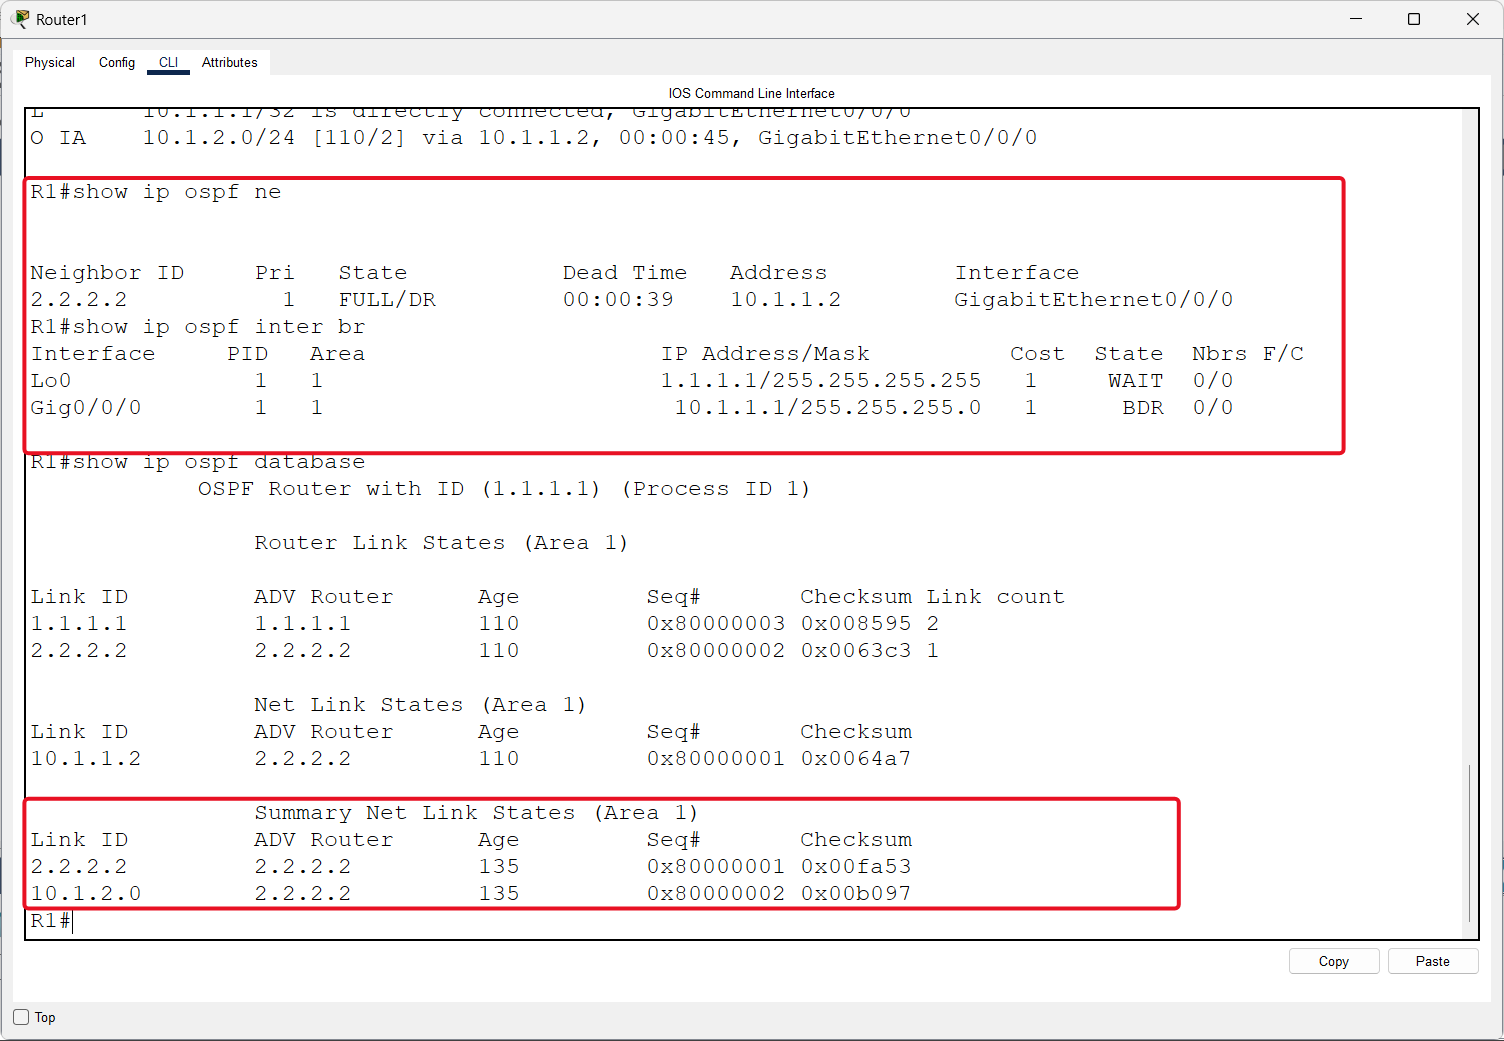 Router1
Physical Config CLI Attributes
IOS Command Line Interface
L 10.1.1.1/32 is directly connected, GigabitEthernet0/0/0
O IA 10.1.2.0/24 [110/2] via 10.1.1.2, 00:00:45, GigabitEthernet0/0/0
R1#show ip ospf ne
Neighbor ID Pri State Dead Time Address Interface
2.2.2.2 1 FULL/DR 00:00:39 10.1.1.2 GigabitEthernet0/0/0
R1#show ip ospf inter br
Interface PID Area IP Address/Mask Cost State Nbrs F/C
Lo0 1 1 1.1.1.1/255.255.255.255 1 WAIT 0/0
Gig0/0/0 1 1 10.1.1.1/255.255.255.0 1 BDR 0/0
R1#show ip ospf database
OSPF Router with ID (1.1.1.1) (Process ID 1)
Router Link States (Area 1)
Link ID ADV Router Age Seq# Checksum Link count
1.1.1.1 1.1.1.1 110 0x80000003 0x008595 2
2.2.2.2 2.2.2.2 110 0x80000002 0x0063c3 1
Net Link States (Area 1)
Link ID ADV Router Age Seq# Checksum
10.1.1.2 2.2.2.2 110 0x80000001 0x0064a7
Summary Net Link States (Area 1)
Link ID ADV Router Age Seq# Checksum
2.2.2.2 2.2.2.2 135 0x80000001 0x00fa53
10.1.2.0 2.2.2.2 135 0x80000002 0x00b097
R1#
Copy Paste
Top